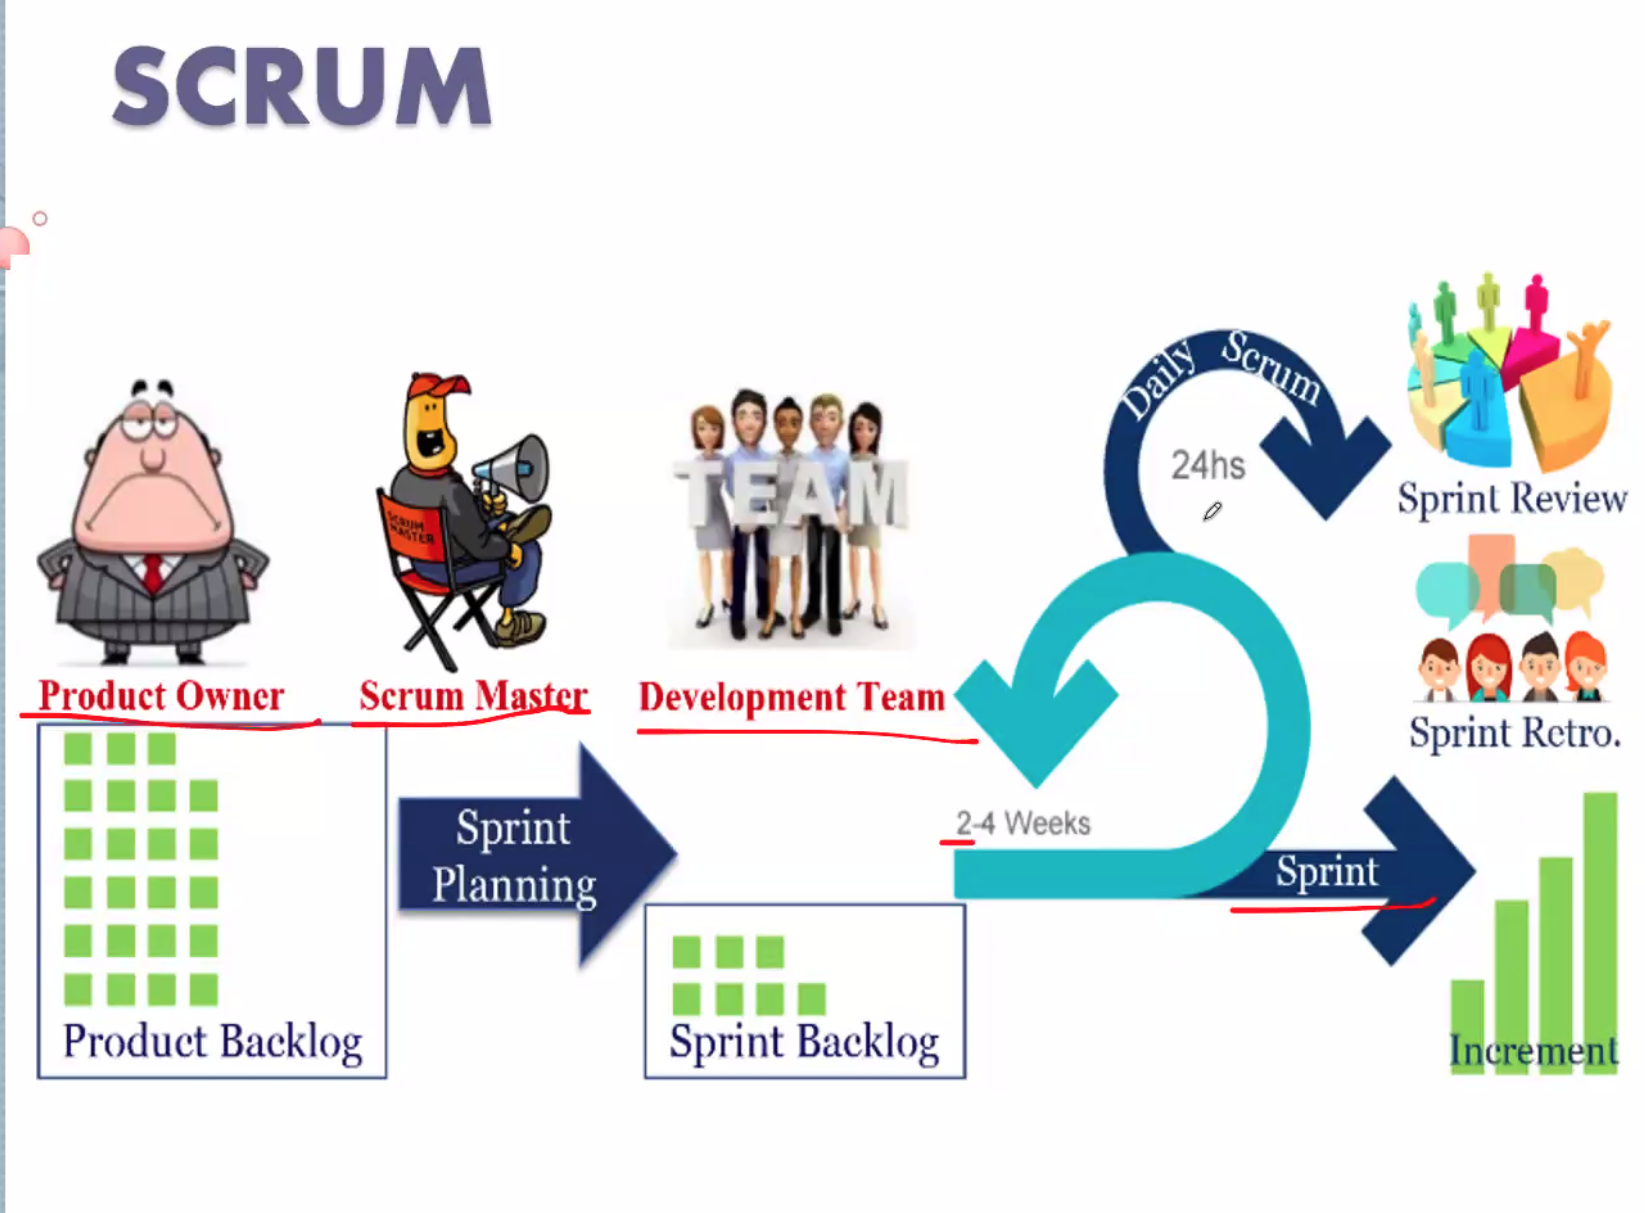 SCRUM
Daily Scrum
24hs
Sprint Review
SCRUM
MASTER
TEAM
Product Owner
Scrum Master
Development Team
Sprint Retro.
2-4 Weeks
Sprint
Planning
Sprint
Product Backlog
Sprint Backlog
Increment